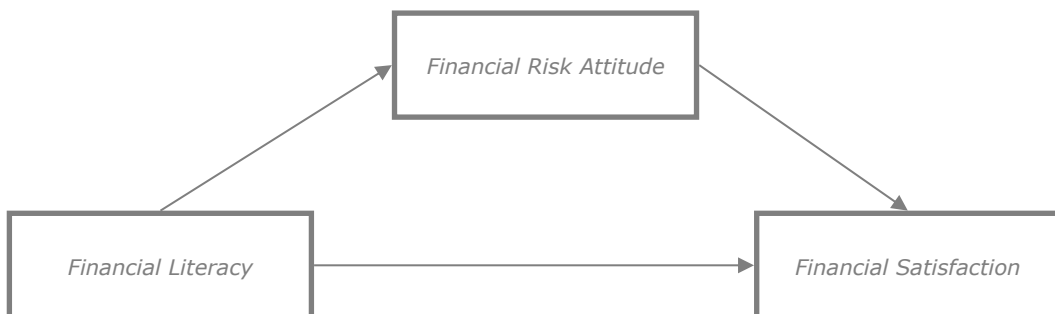 Financial Risk Attitude
Financial Literacy
Financial Satisfaction